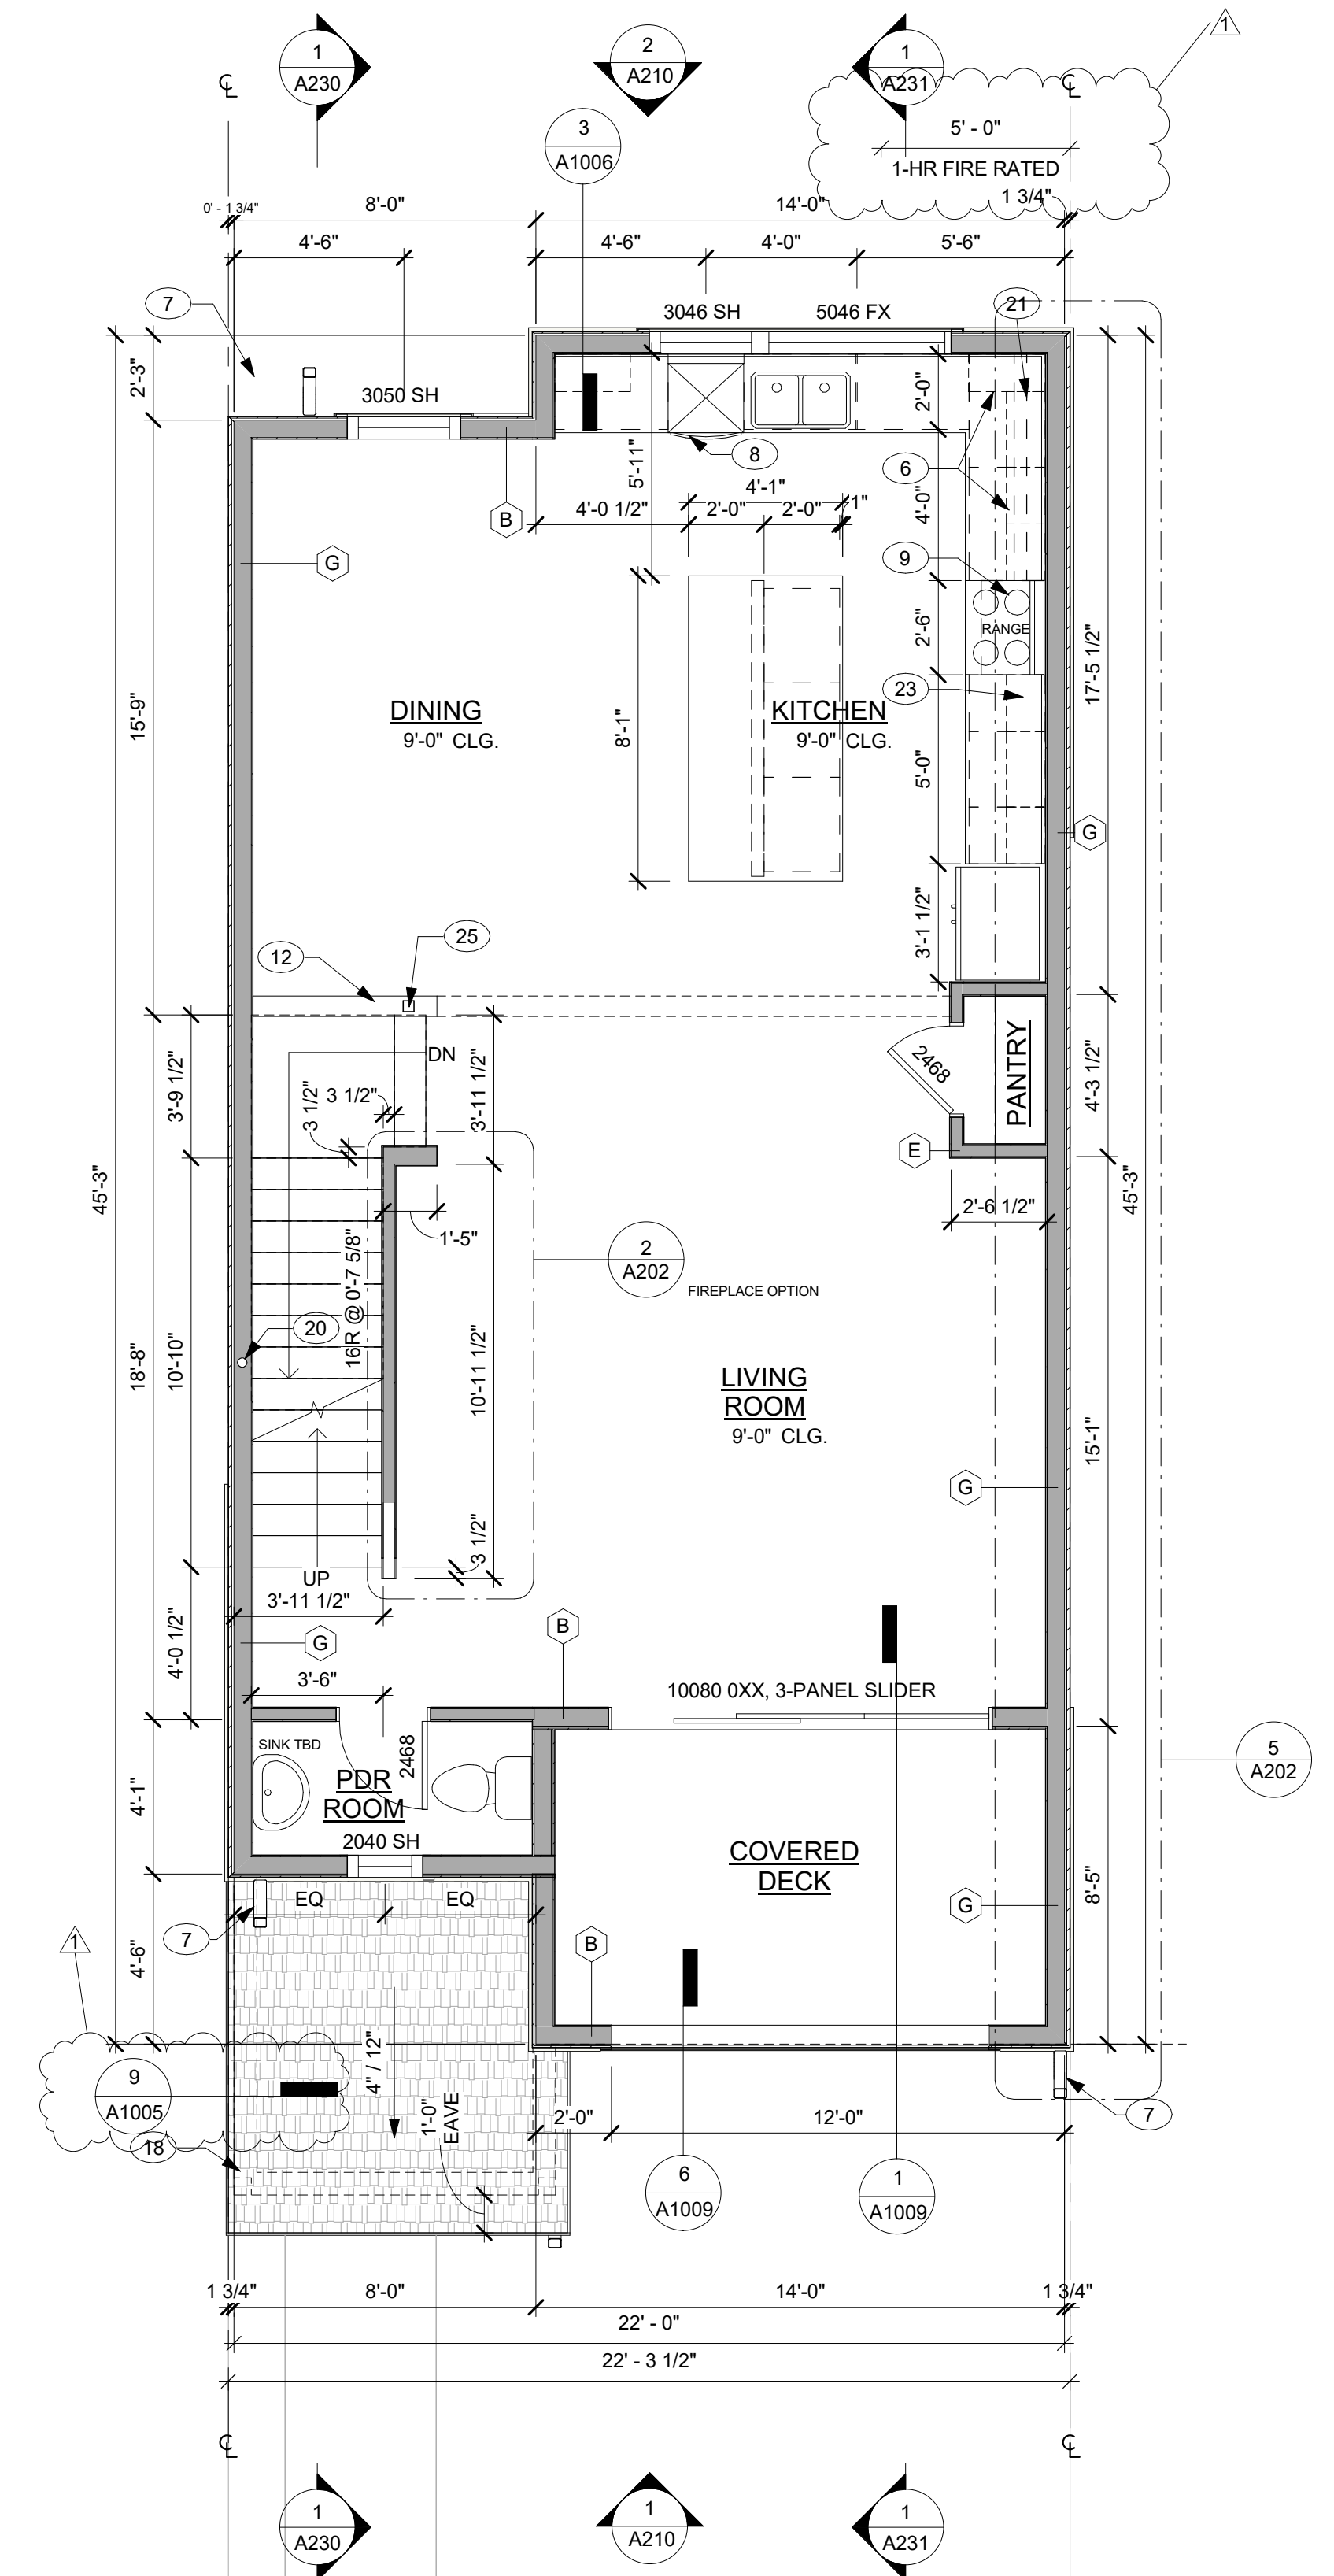 1
A230
2
A210
1
A231
1
℄
℄
3
A1006
5' - 0"
1-HR FIRE RATED
0' - 1 3/4"
8'-0"
14'-0"
1 3/4"
4'-6"
4'-6"
4'-0"
5'-6"
7
3046 SH
5046 FX
21
2'-3"
3050 SH
2'-0"
8
6
5'-11"
4'-1"
4'-0"
B
4'-0 1/2"
2'-0"
2'-0"
1"
G
9
RANGE
2'-6"
17'-5 1/2"
23
15'-9"
DINING
9'-0" CLG.
8'-1"
KITCHEN
9'-0" CLG.
5'-0"
G
25
12
3'-1 1/2"
DN
PANTRY
2468
3'-9 1/2"
3 1/2"
3 1/2"
3'-11 1/2"
4'-3 1/2"
E
45'-3"
45'-3"
2'-6 1/2"
1'-5"
2
A202
FIREPLACE OPTION
16R @ 0'-7 5/8"
20
18'-8"
10'-10"
10'-11 1/2"
LIVING
ROOM
9'-0" CLG.
15'-1"
G
3 1/2"
UP
3'-11 1/2"
G
4'-0 1/2"
B
3'-6"
10080 0XX, 3-PANEL SLIDER
SINK TBD
2468
PDR
ROOM
2040 SH
5
A202
4'-1"
COVERED
DECK
EQ
EQ
G
8'-5"
7
1
B
4'-6"
4" / 12"
9
A1005
1'-0"
EAVE
2'-0"
12'-0"
7
18
6
A1009
1
A1009
1 3/4"
8'-0"
14'-0"
1 3/4"
22' - 0"
22' - 3 1/2"
℄
℄
1
A230
1
A210
1
A231